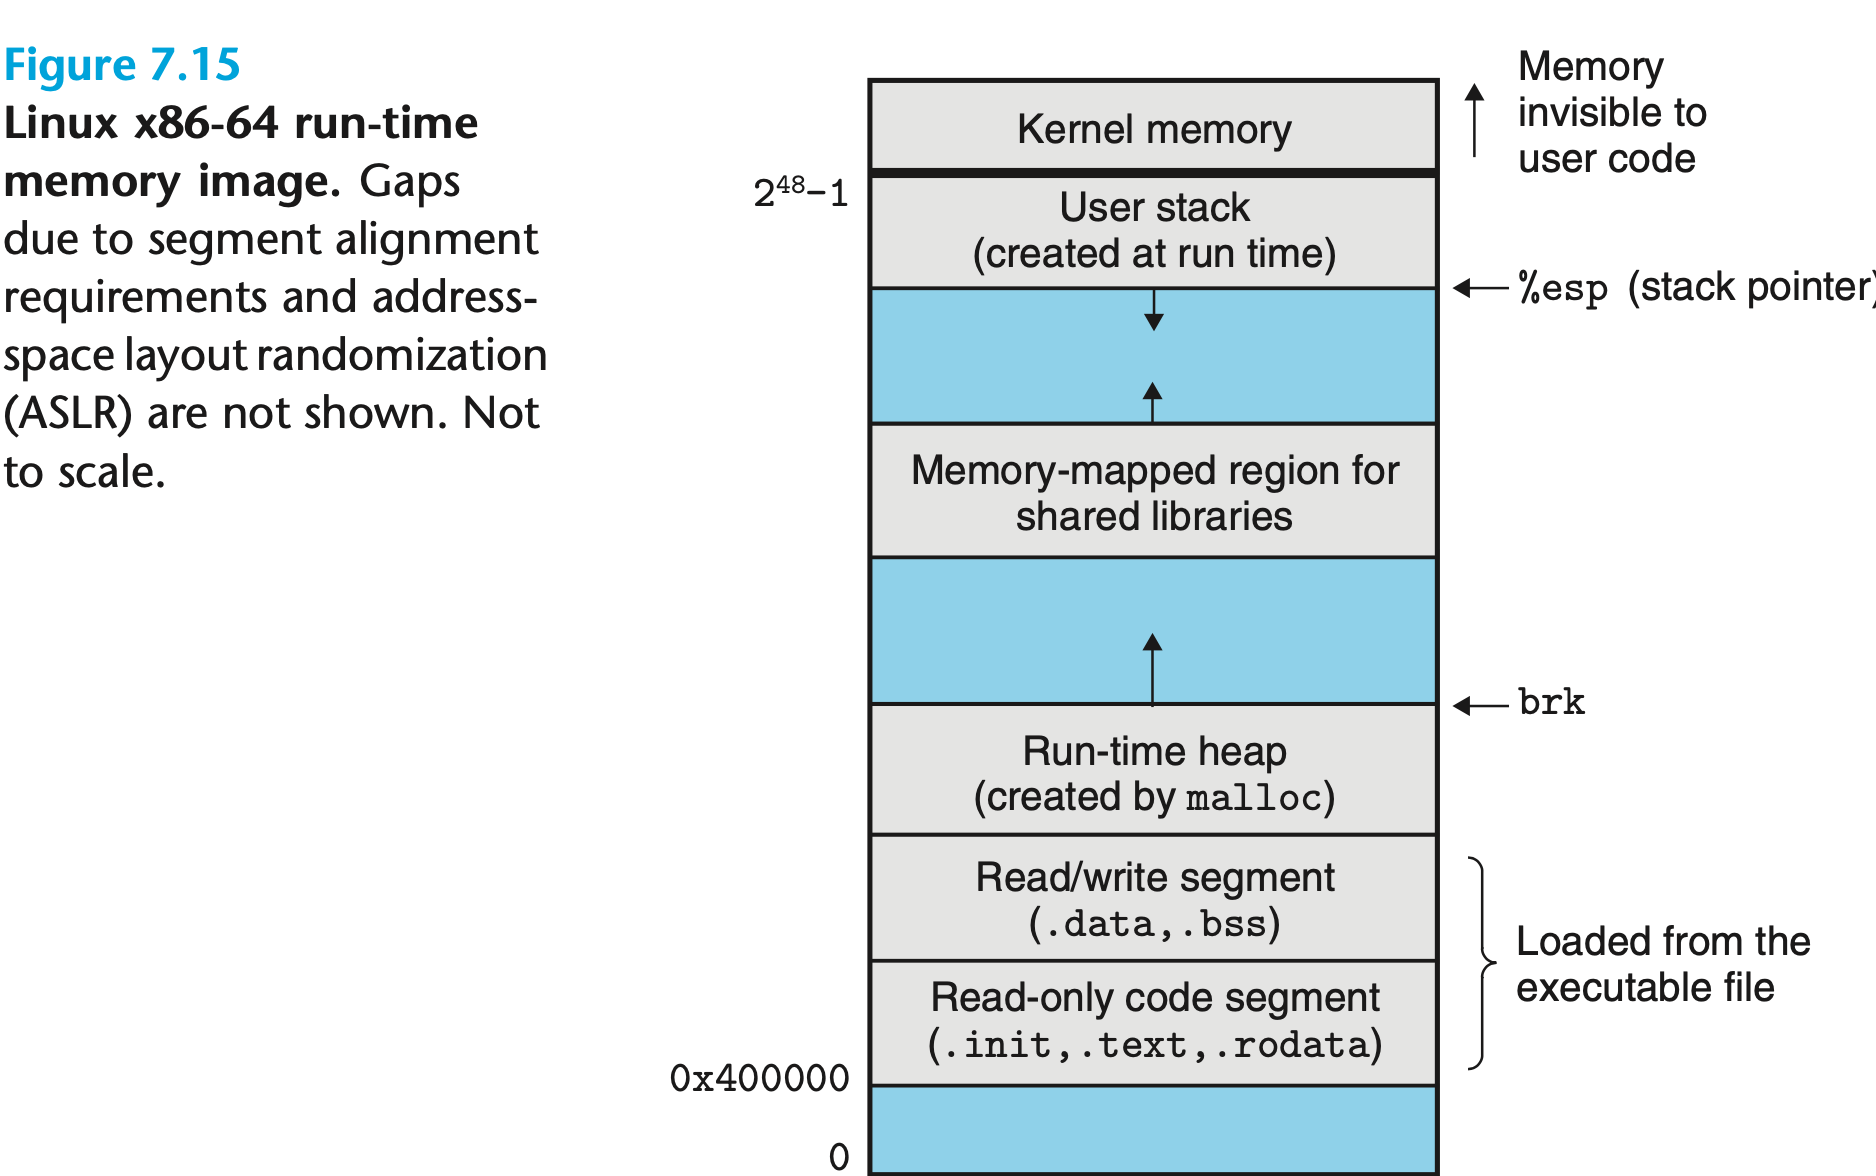 Figure 7.15
Linux x86-64 run-time
memory image. Gaps
due to segment alignment
requirements and address-
space layout randomization
(ASLR) are not shown. Not
to scale.
Memory
invisible to
user code
Kernel memory
2⁴⁸–1
User stack
(created at run time)
%esp (stack pointer)
Memory-mapped region for
shared libraries
brk
Run-time heap
(created by malloc)
Read/write segment
(.data,.bss)
Loaded from the
executable file
Read-only code segment
(.init,.text,.rodata)
0x400000
0